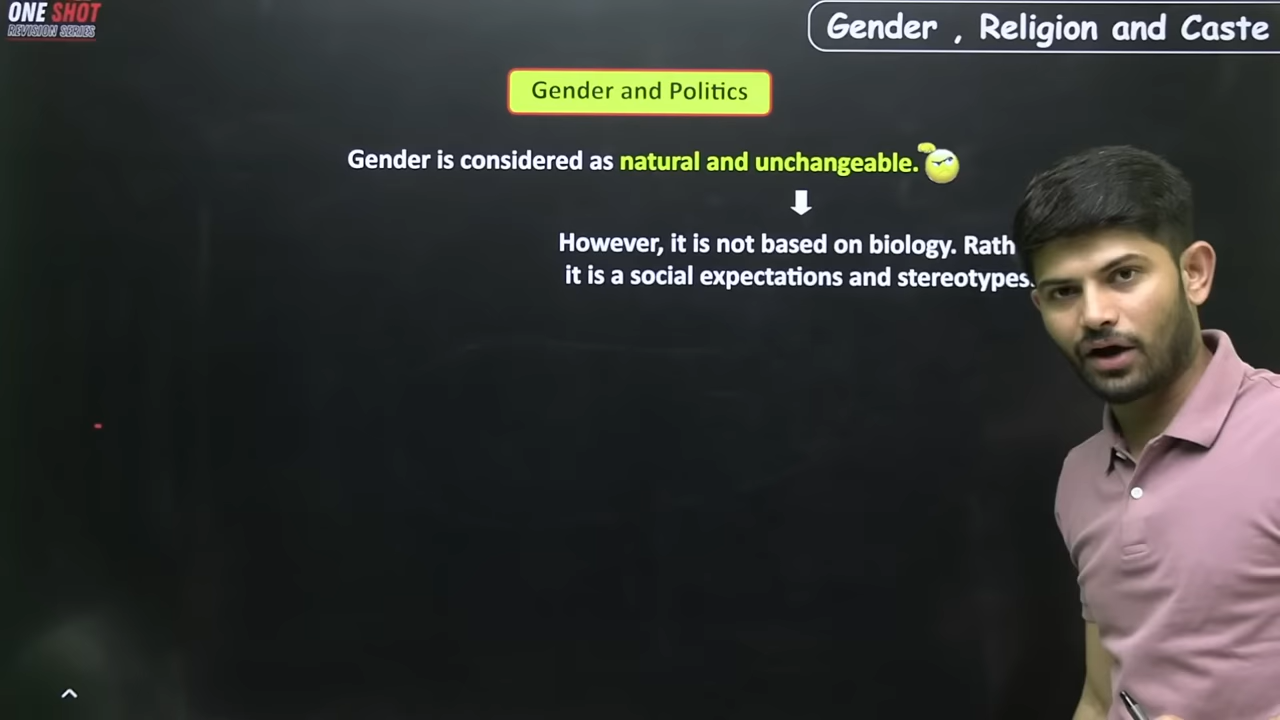 ONE SHOT
REVISION SERIES
Gender , Religion and Caste
Gender and Politics
Gender is considered as natural and unchangeable.
However, it is not based on biology. Rath
it is a social expectations and stereotypes.